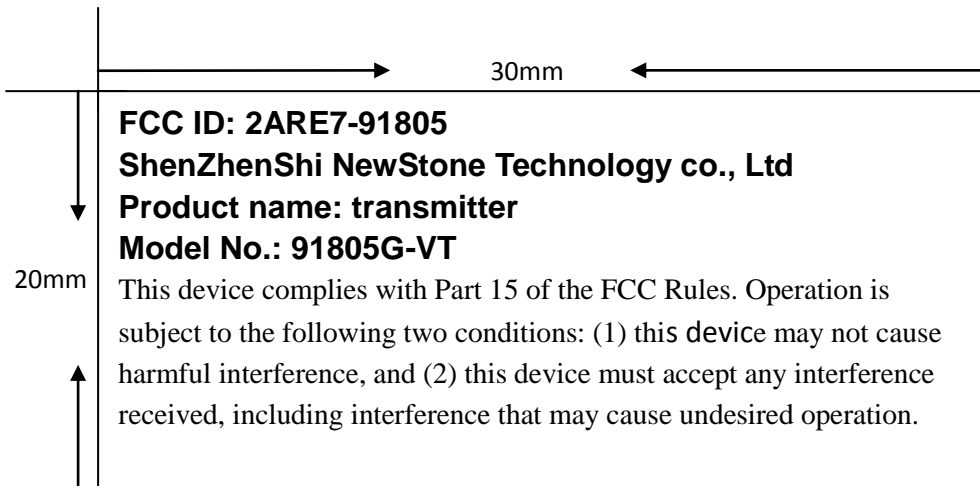 30mm
FCC ID: 2ARE7-91805
ShenZhenShi NewStone Technology co., Ltd
Product name: transmitter
Model No.: 91805G-VT
20mm
This device complies with Part 15 of the FCC Rules. Operation is
subject to the following two conditions: (1) this device may not cause
harmful interference, and (2) this device must accept any interference
received, including interference that may cause undesired operation.